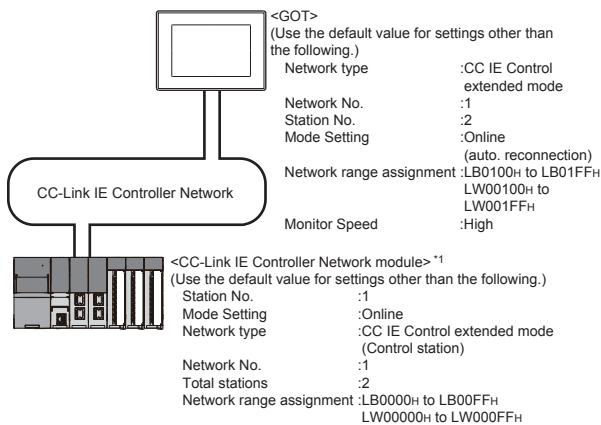 <GOT>
(Use the default value for settings other than
the following.)
Network type :CC IE Control
extended mode
Network No. :1
Station No. :2
Mode Setting :Online
(auto. reconnection)
Network range assignment :LB0100H to LB01FFH
LW00100H to
LW001FFH
Monitor Speed :High
CC-Link IE Controller Network
<CC-Link IE Controller Network module> *1
(Use the default value for settings other than the following.)
Station No. :1
Mode Setting :Online
Network type :CC IE Control extended mode
(Control station)
Network No. :1
Total stations :2
Network range assignment :LB0000H to LB00FFH
LW00000H to LW000FFH